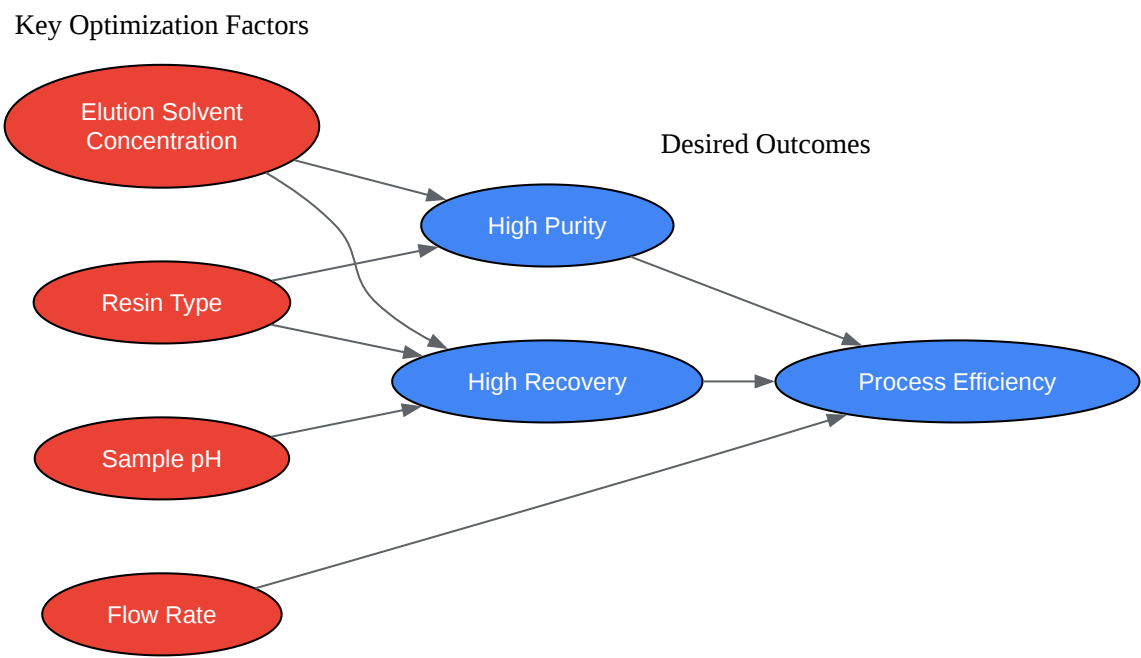 Key Optimization Factors
Elution Solvent
Concentration
Desired Outcomes
High Purity
Resin Type
High Recovery
Process Efficiency
Sample pH
Flow Rate